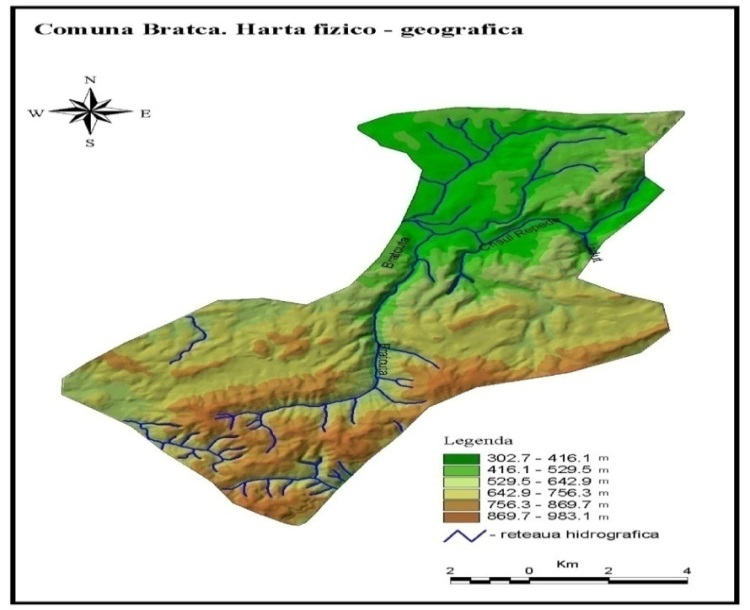 Comuna Bratca. Harta fizico - geografica
N
W E
S
Bratcuta
Crisul Repede
Bratcuta
Legenda
302.7 - 416.1 m
416.1 - 529.5 m
529.5 - 642.9 m
642.9 - 756.3 m
756.3 - 869.7 m
869.7 - 983.1 m
- reteaua hidrografica
Km
2 0 2 4